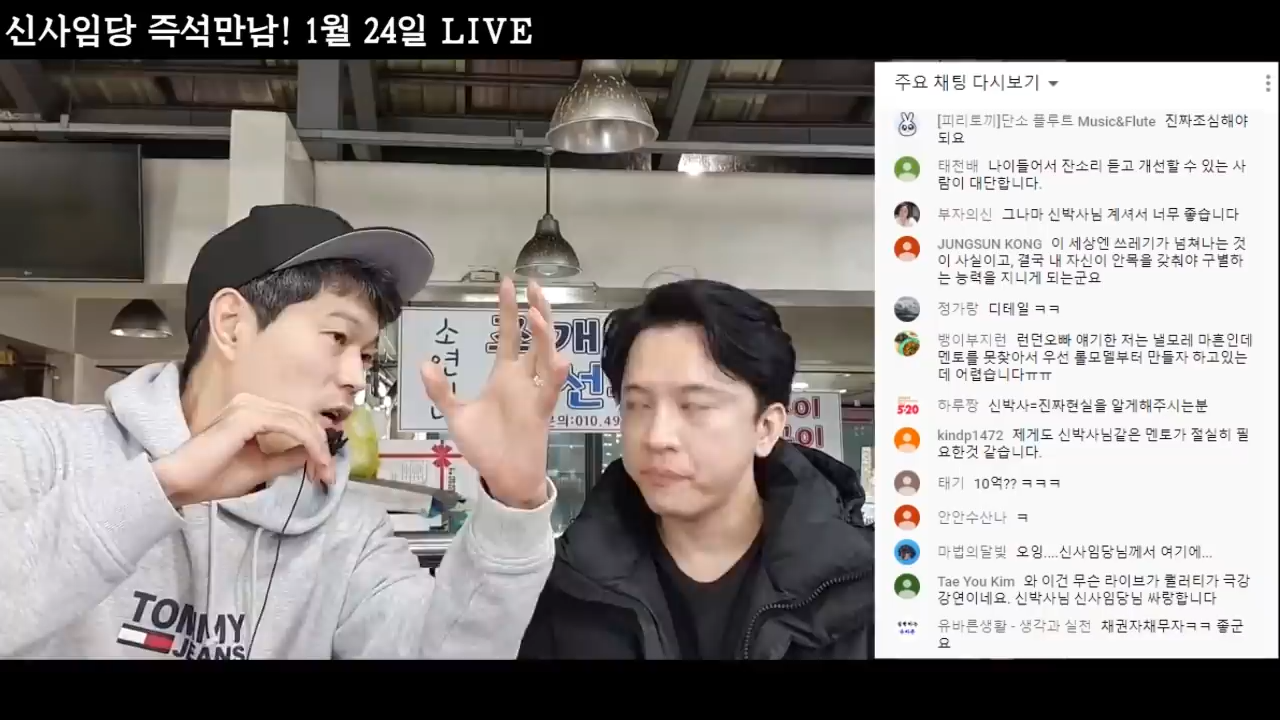 신사임당 즉석만남! 1월 24일 LIVE
주요 채팅 다시보기
[피리토끼]단소 플루트 Music&Flute 진짜조심해야
되요
태전배 나이들어서 잔소리 듣고 개선할 수 있는 사
람이 대단합니다.
부자의신 그나마 신박사님 계셔서 너무 좋습니다
JUNGSUN KONG 이 세상엔 쓰레기가 넘쳐나는 것
이 사실이고, 결국 내 자신이 안목을 갖춰야 구별하
는 능력을 지니게 되는군요
정가랑 디테일 ㅋㅋ
뱅이부지런 런던오빠 얘기한 저는 낼모레 마흔인데
멘토를 못찾아서 우선 롤모델부터 만들자 하고있는
데 어렵습니다ㅠㅠ
5·20
하루짱 신박사=진짜현실을 알게해주시는분
kindp1472 제게도 신박사님같은 멘토가 절실히 필
요한것 같습니다.
태기 10억?? ㅋㅋㅋ
안안수산나 ㅋ
마법의달빛 오잉....신사임당님께서 여기에...
Tae You Kim 와 이건 무슨 라이브가 퀄러티가 극강
강연이네요. 신박사님 신사임당님 싸랑합니다
유바른생활 - 생각과 실천 채권자채무자ㅋㅋ 좋군
요
소연
조개
선
문의:010.49
구이
TOMMY
JEANS